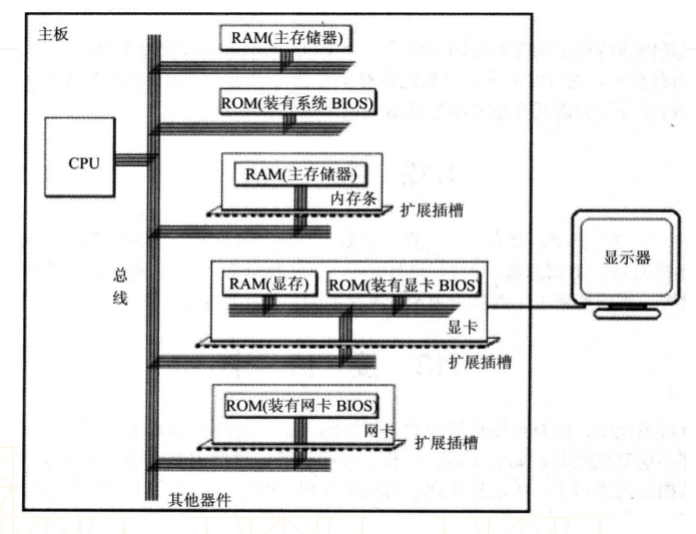 主板
RAM(主存储器)
ROM(装有系统 BIOS)
CPU
RAM(主存储器)
内存条
扩展插槽
总
线
RAM(显存)
ROM(装有显卡 BIOS)
显卡
扩展插槽
显示器
ROM(装有网卡 BIOS)
网卡
扩展插槽
其他器件